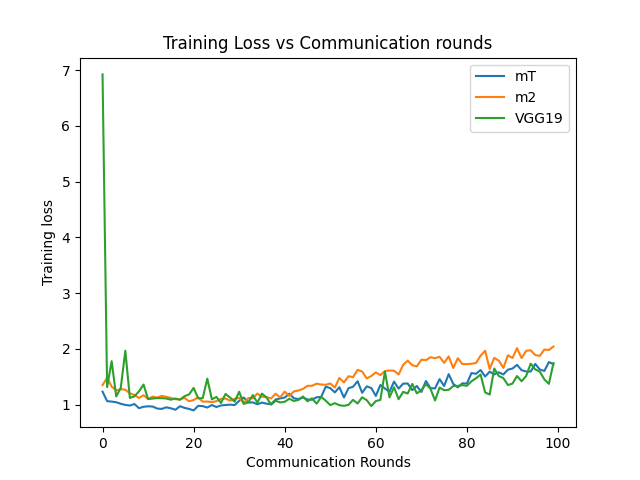 Training Loss vs Communication rounds
mT
m2
VGG19
7
6
5
4
3
2
1
Training loss
0
20
40
60
80
100
Communication Rounds